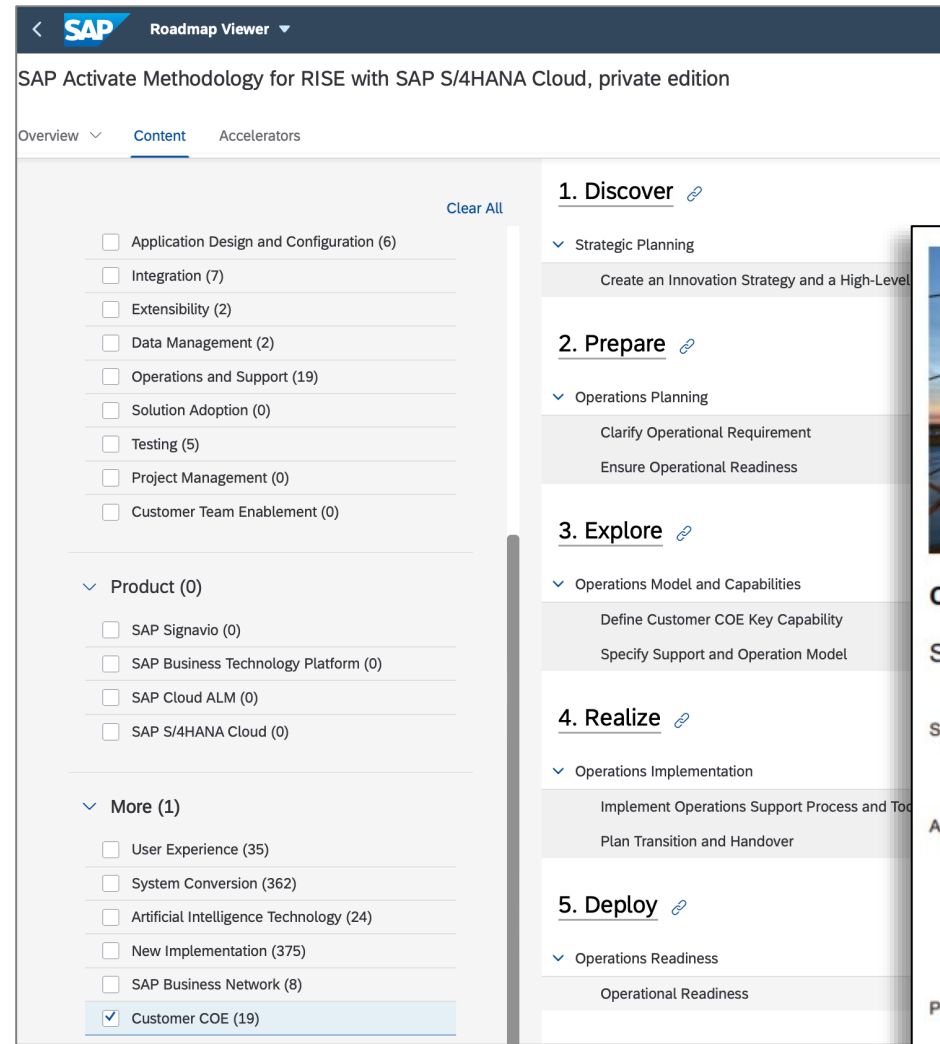 SAP Roadmap Viewer
SAP Activate Methodology for RISE with SAP S/4HANA Cloud, private edition
Overview Content Accelerators
Clear All
Application Design and Configuration (6)
Integration (7)
Extensibility (2)
Data Management (2)
Operations and Support (19)
Solution Adoption (0)
Testing (5)
Project Management (0)
Customer Team Enablement (0)
Product (0)
SAP Signavio (0)
SAP Business Technology Platform (0)
SAP Cloud ALM (0)
SAP S/4HANA Cloud (0)
More (1)
User Experience (35)
System Conversion (362)
Artificial Intelligence Technology (24)
New Implementation (375)
SAP Business Network (8)
Customer COE (19)
1. Discover
Strategic Planning
Create an Innovation Strategy and a High-Level
2. Prepare
Operations Planning
Clarify Operational Requirement
Ensure Operational Readiness
3. Explore
Operations Model and Capabilities
Define Customer COE Key Capability
Specify Support and Operation Model
4. Realize
Operations Implementation
Implement Operations Support Process and
Plan Transition and Handover
5. Deploy
Operations Readiness
Operational Readiness